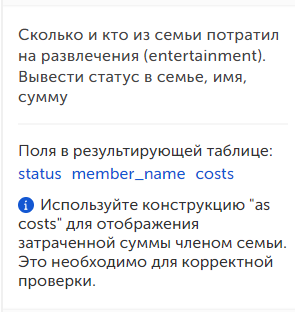 Сколько и кто из семьи потратил
на развлечения (entertainment).
Вывести статус в семье, имя,
сумму
Поля в результирующей таблице:
status member_name costs
Используйте конструкцию "as
costs" для отображения
затраченной суммы членом семьи.
Это необходимо для корректной
проверки.